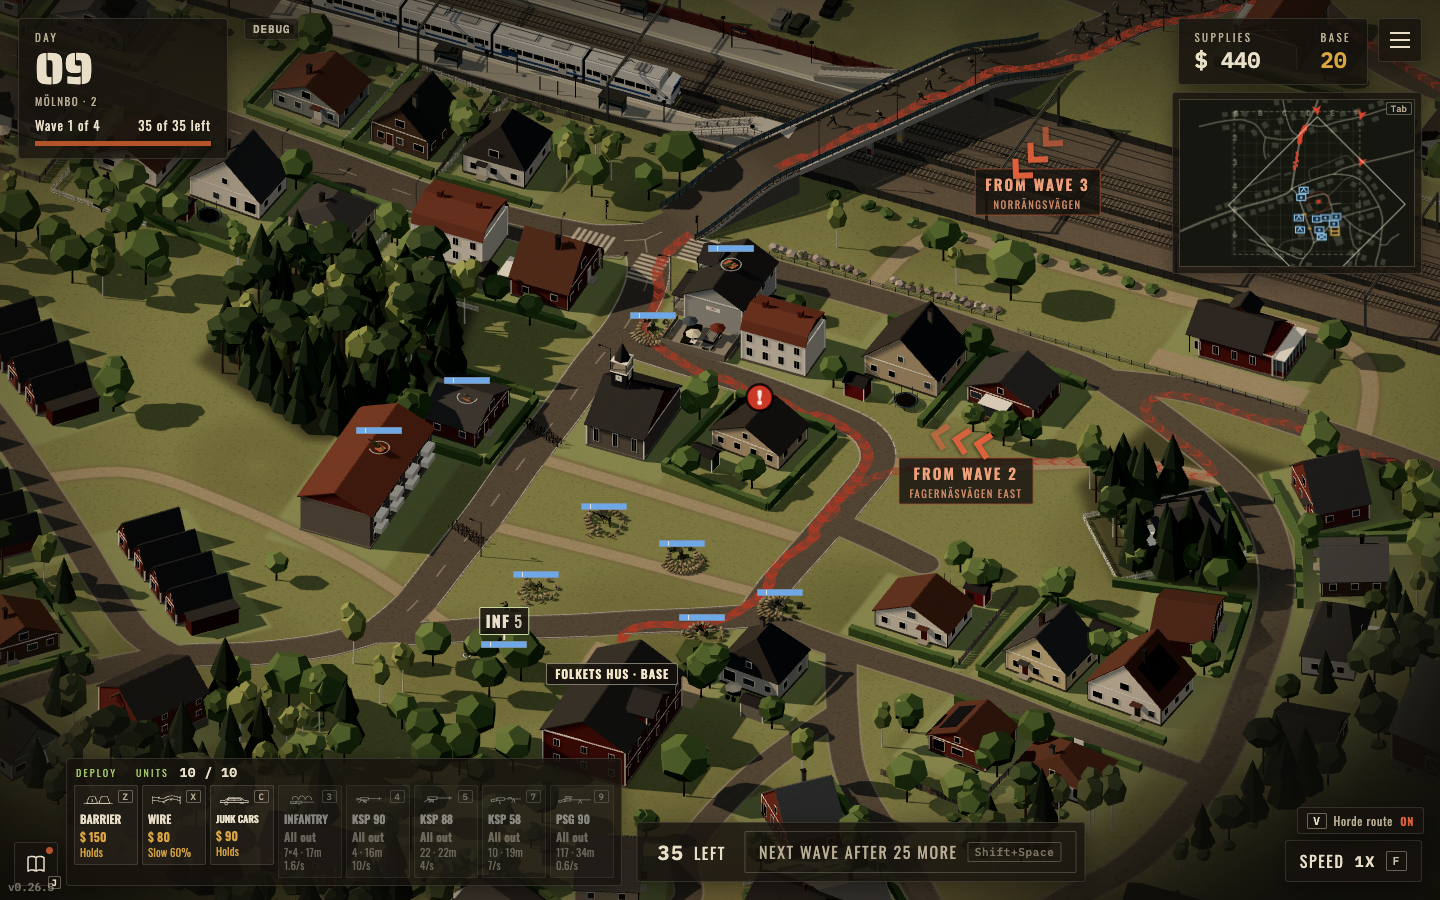 DAY
09
MÖLNBO · 2
Wave 1 of 4
35 of 35 left
DEBUG
SUPPLIES
$ 440
BASE
20
Tab
FROM WAVE 3
NORRÄNGSVÄGEN
FROM WAVE 2
FAGERNÄSVÄGEN EAST
INF 5
FOLKETS HUS · BASE
DEPLOY UNITS 10 / 10
Z
BARRIER
$ 150
Holds
X
WIRE
$ 80
Slow 60%
C
JUNK CARS
$ 90
Holds
3
INFANTRY
All out
7×4 · 17m
1.6/s
4
KSP 90
All out
4 · 16m
10/s
5
KSP 88
All out
22 · 22m
4/s
7
KSP 58
All out
10 · 19m
7/s
9
PSG 90
All out
117 · 34m
0.6/s
J
35 LEFT
NEXT WAVE AFTER 25 MORE Shift+Space
V Horde route ON
SPEED 1X F